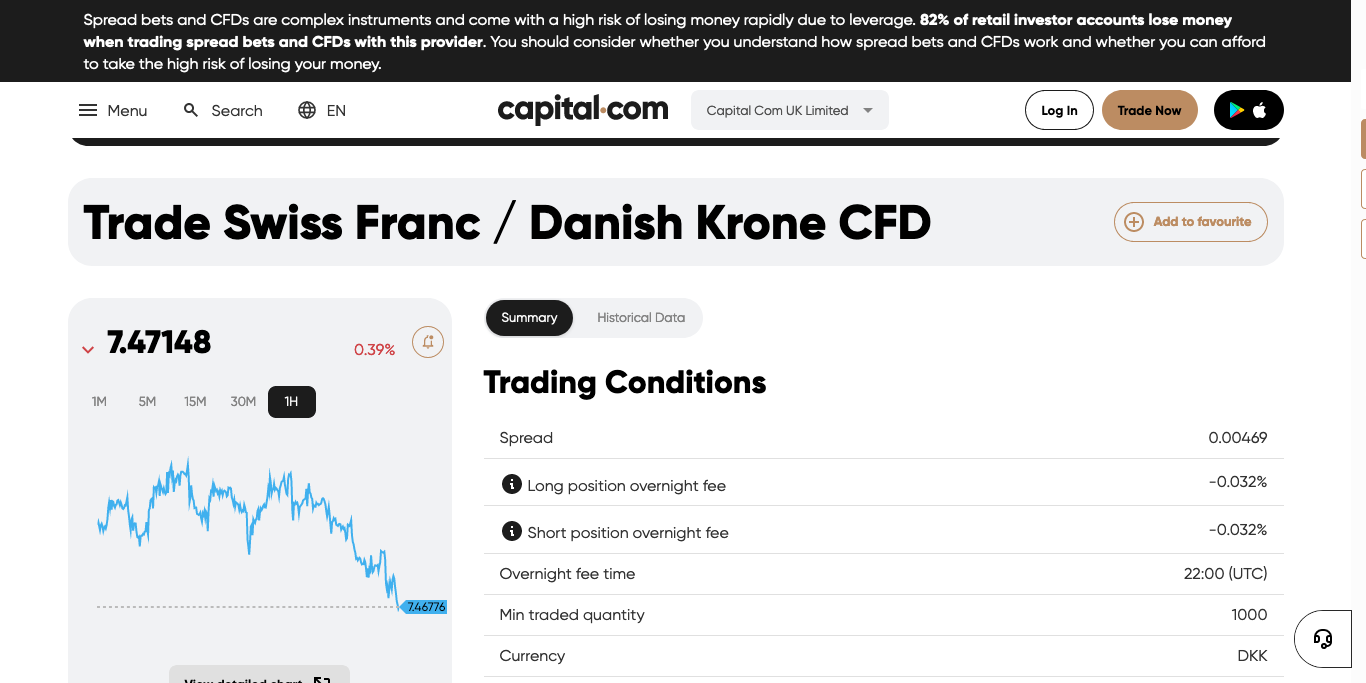 Spread bets and CFDs are complex instruments and come with a high risk of losing money rapidly due to leverage. 82% of retail investor accounts lose money
when trading spread bets and CFDs with this provider. You should consider whether you understand how spread bets and CFDs work and whether you can afford
to take the high risk of losing your money.
Menu Search EN capital.com Capital Com UK Limited Log In Trade Now
Trade Swiss Franc / Danish Krone CFD Add to favourite
7.47148 0.39%
1M 5M 15M 30M 1H
7.46776
View detailed chart
Summary Historical Data
Trading Conditions
Spread 0.00469
Long position overnight fee -0.032%
Short position overnight fee -0.032%
Overnight fee time 22:00 (UTC)
Min traded quantity 1000
Currency DKK